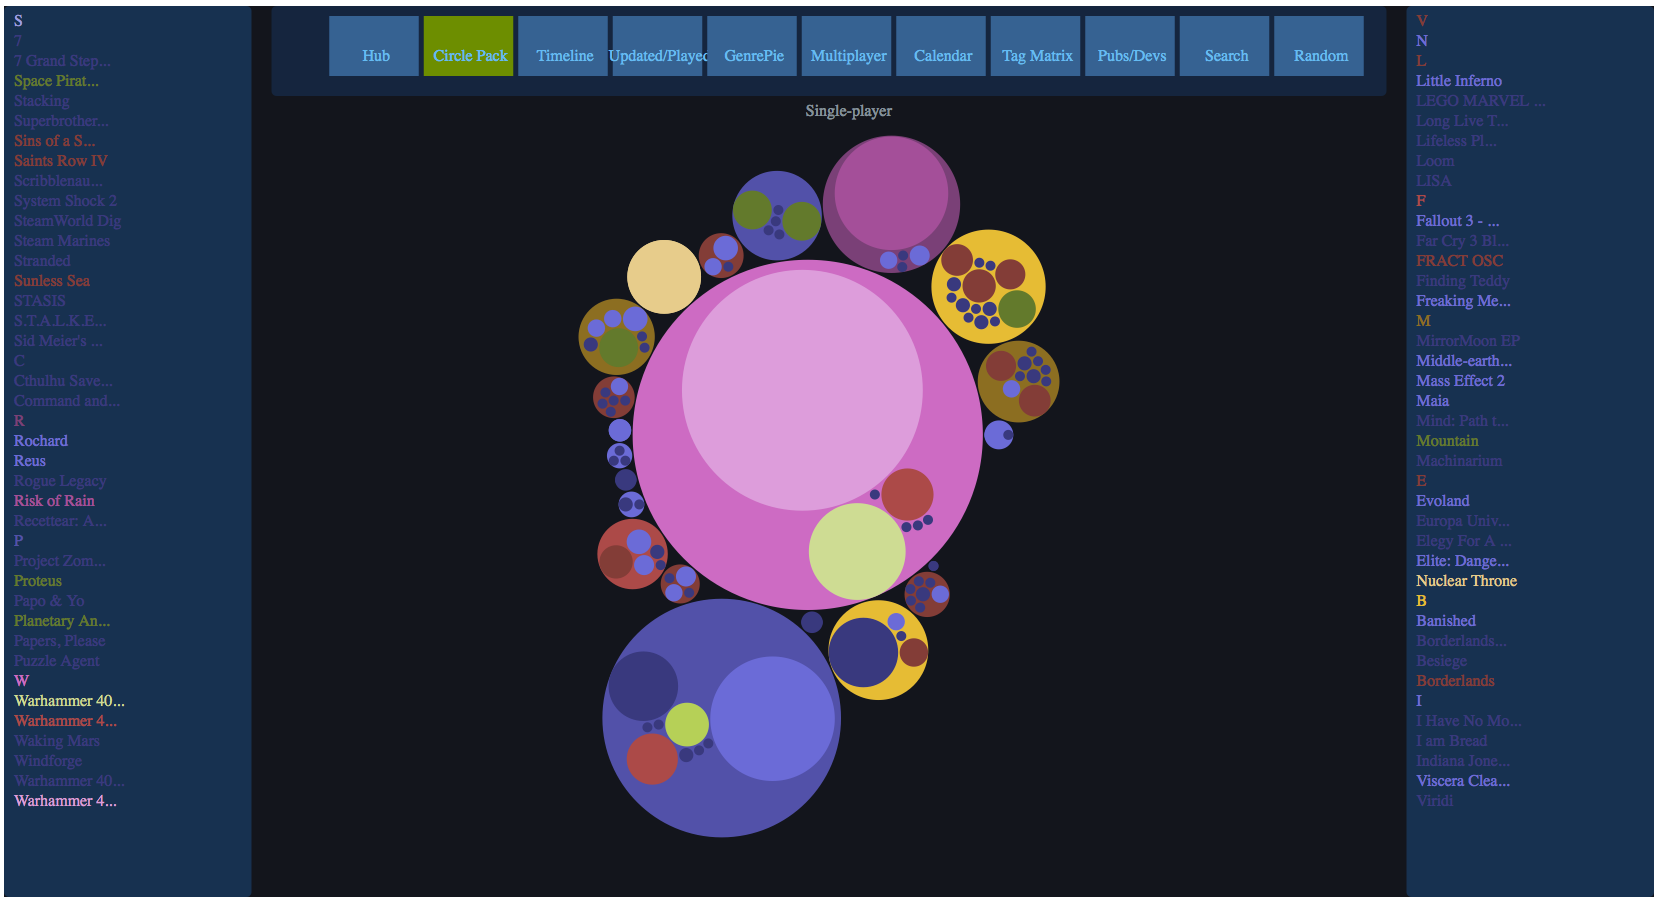 S
7
7 Grand Step...
Space Pirat...
Stacking
Superbrother...
Sins of a S...
Saints Row IV
Scribblenau...
System Shock 2
SteamWorld Dig
Steam Marines
Stranded
Sunless Sea
STASIS
S.T.A.L.K.E...
Sid Meier's ...
C
Cthulhu Save...
Command and...
R
Rochard
Reus
Rogue Legacy
Risk of Rain
Recettear: A...
P
Project Zom...
Proteus
Papo & Yo
Planetary An...
Papers, Please
Puzzle Agent
W
Warhammer 40...
Warhammer 4...
Waking Mars
Windforge
Warhammer 40...
Warhammer 4...
Hub
Circle Pack
Timeline
Updated/Played
GenrePie
Multiplayer
Calendar
Tag Matrix
Pubs/Devs
Search
Random
Single-player
V
N
L
Little Inferno
LEGO MARVEL ...
Long Live T...
Lifeless Pl...
Loom
LISA
F
Fallout 3 - ...
Far Cry 3 Bl...
FRACT OSC
Finding Teddy
Freaking Me...
M
MirrorMoon EP
Middle-earth...
Mass Effect 2
Maia
Mind: Path t...
Mountain
Machinarium
E
Evoland
Europa Univ...
Elegy For A ...
Elite: Dange...
Nuclear Throne
B
Banished
Borderlands...
Besiege
Borderlands
I
I Have No Mo...
I am Bread
Indiana Jone...
Viscera Clea...
Viridi